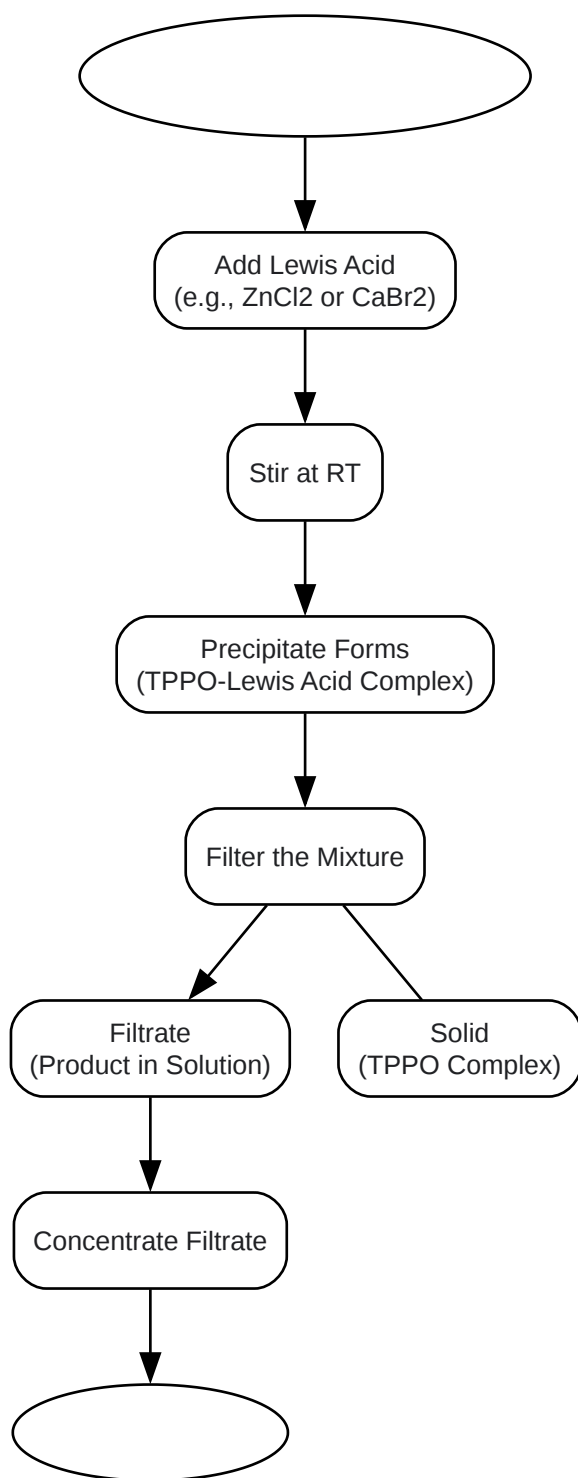 Add Lewis Acid
(e.g., ZnCl2 or CaBr2)
Stir at RT
Precipitate Forms
(TPPO-Lewis Acid Complex)
Filter the Mixture
Filtrate
(Product in Solution)
Solid
(TPPO Complex)
Concentrate Filtrate